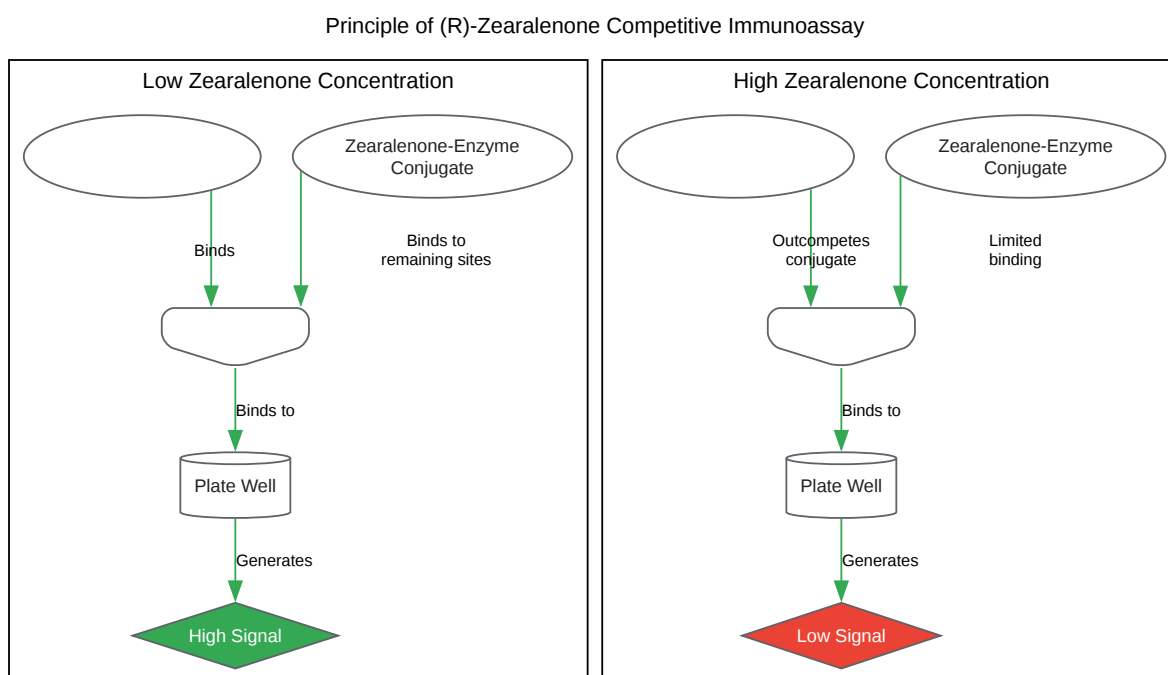 Principle of (R)-Zearalenone Competitive Immunoassay
Low Zearalenone Concentration
Zearalenone-Enzyme
Conjugate
Binds
Binds to
remaining sites
Binds to
Plate Well
Generates
High Signal
High Zearalenone Concentration
Zearalenone-Enzyme
Conjugate
Outcompetes
conjugate
Limited
binding
Binds to
Plate Well
Generates
Low Signal